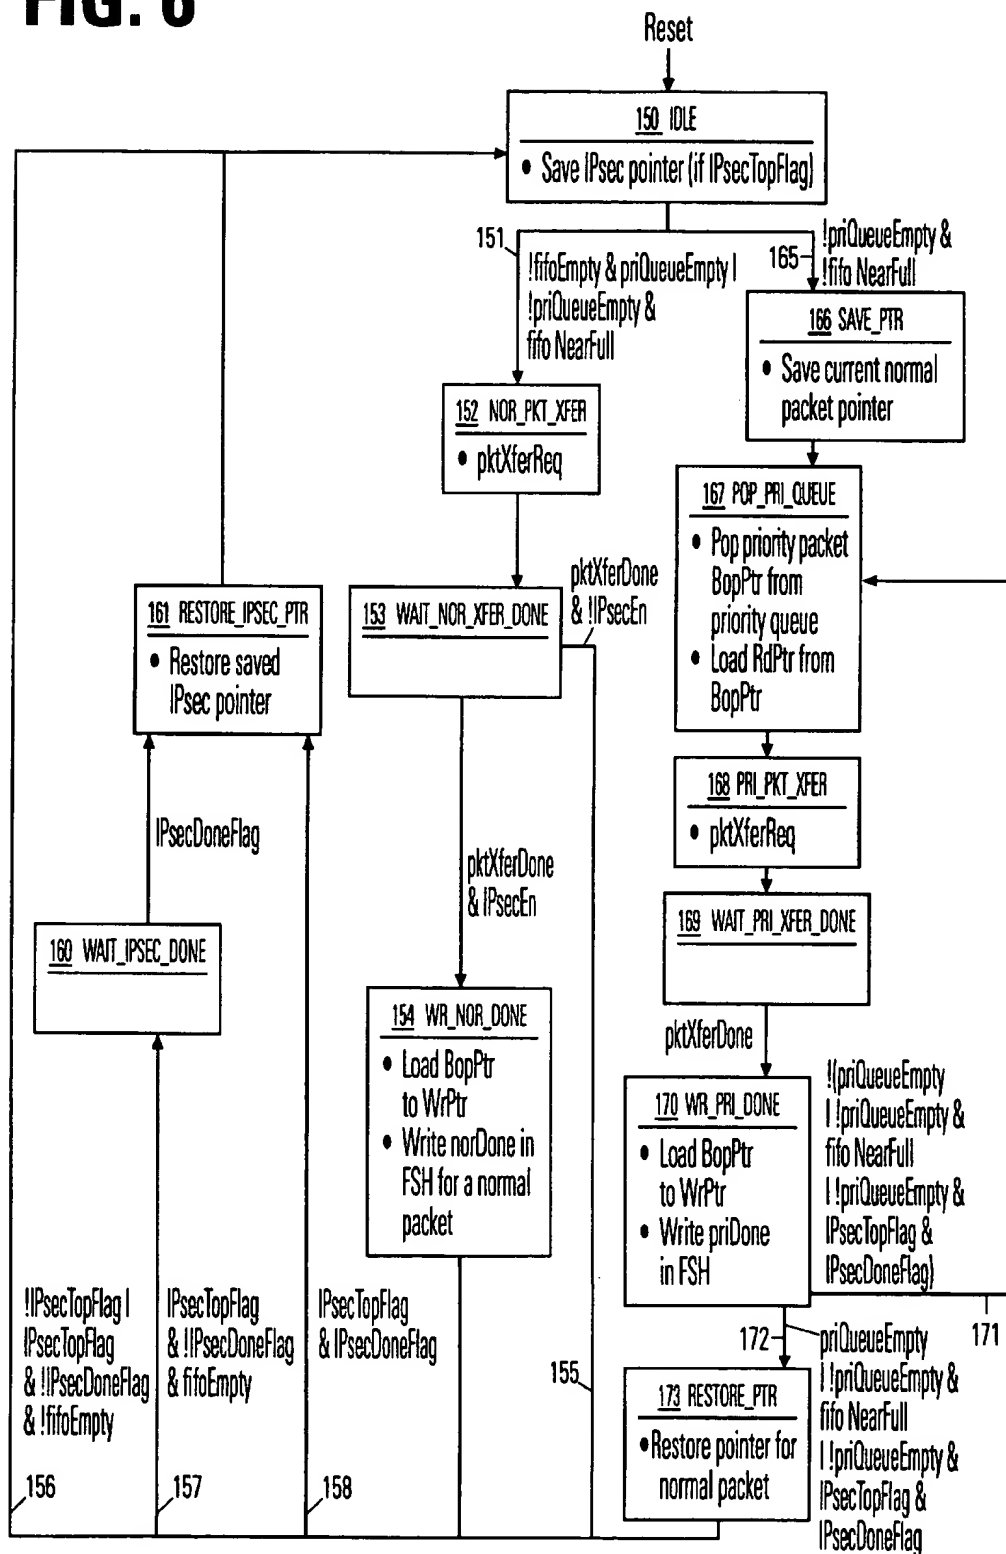 FIG. 6
Reset
150 IDLE
• Save IPsec pointer (if IPsecTopFlag)
151
!fifoEmpty & priQueueEmpty |
!priQueueEmpty &
fifo NearFull
165
!priQueueEmpty &
!fifo NearFull
166 SAVE_PTR
• Save current normal
packet pointer
152 NOR_PKT_XFER
• pktXferReq
167 POP_PRI_QUEUE
• Pop priority packet
BopPtr from
priority queue
• Load RdPtr from
BopPtr
153 WAIT_NOR_XFER_DONE
pktXferDone
& !IPsecEn
161 RESTORE_IPSEC_PTR
• Restore saved
IPsec pointer
168 PRI_PKT_XFER
• pktXferReq
IPsecDoneFlag
pktXferDone
& IPsecEn
169 WAIT_PRI_XFER_DONE
160 WAIT_IPSEC_DONE
pktXferDone
154 WR_NOR_DONE
• Load BopPtr
to WrPtr
• Write norDone in
FSH for a normal
packet
170 WR_PRI_DONE
• Load BopPtr
to WrPtr
• Write priDone
in FSH
!(priQueueEmpty
| !priQueueEmpty &
fifo NearFull
| !priQueueEmpty &
IPsecTopFlag &
IPsecDoneFlag)
171
!IPsecTopFlag |
IPsecTopFlag
& !IPsecDoneFlag
& !fifoEmpty
IPsecTopFlag
& !IPsecDoneFlag
& fifoEmpty
IPsecTopFlag
& IPsecDoneFlag
155
172
priQueueEmpty
| !priQueueEmpty &
fifo NearFull
| !priQueueEmpty &
IPsecTopFlag &
IPsecDoneFlag
173 RESTORE_PTR
• Restore pointer for
normal packet
156
157
158